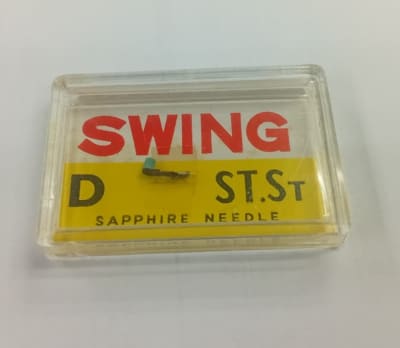 SWING
D ST.ST
SAPPHIRE NEEDLE